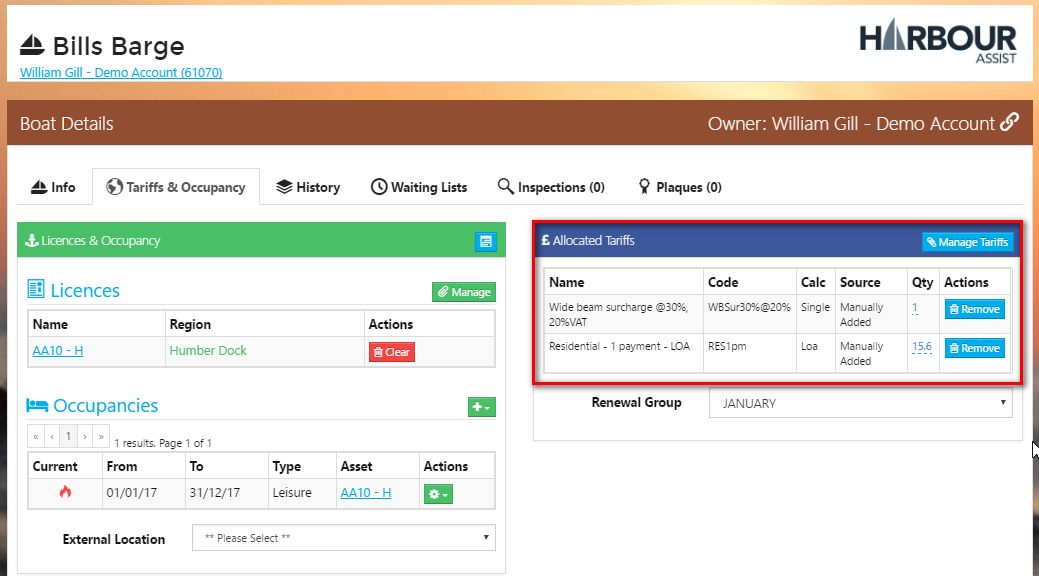 Bills Barge
William Gill - Demo Account (61070)
HARBOUR
ASSIST
Boat Details
Owner: William Gill - Demo Account
Info
Tariffs & Occupancy
History
Waiting Lists
Inspections (0)
Plaques (0)
Licences & Occupancy
Licences
Manage
Name Region Actions
AA10 - H Humber Dock Clear
Occupancies
« ‹ 1 › » 1 results. Page 1 of 1
Current From To Type Asset Actions
01/01/17 31/12/17 Leisure AA10 - H
External Location ** Please Select **
£ Allocated Tariffs
Manage Tariffs
Name Code Calc Source Qty Actions
Wide beam surcharge @30%, WBSur30%@20% Single Manually 1 Remove
20%VAT Added
Residential - 1 payment - LOA RES1pm Loa Manually 15.6 Remove
Added
Renewal Group JANUARY